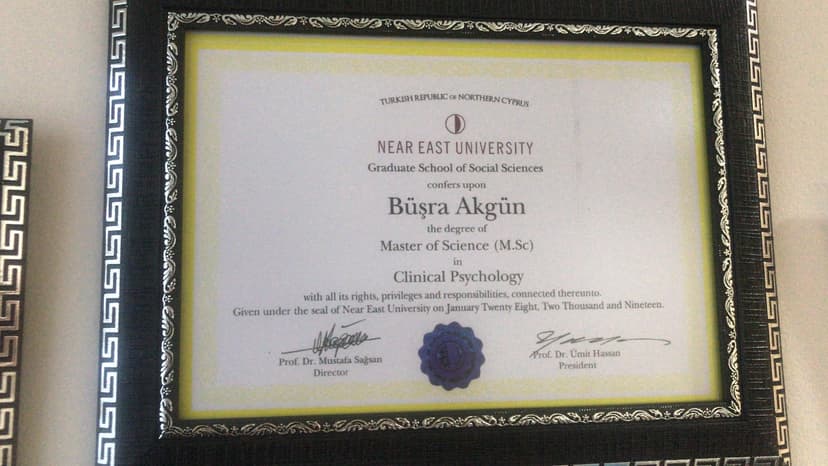 TURKISH REPUBLIC OF NORTHERN CYPRUS
NEAR EAST UNIVERSITY
Graduate School of Social Sciences
confers upon
Büşra Akgün
the degree of
Master of Science (M.Sc)
in
Clinical Psychology
with all its rights, privileges and responsibilities, connected thereunto.
Given under the seal of Near East University on January Twenty Eight, Two Thousand and Nineteen.
Prof. Dr. Mustafa Sağsan
Director
Prof. Dr. Ümit Hassan
President